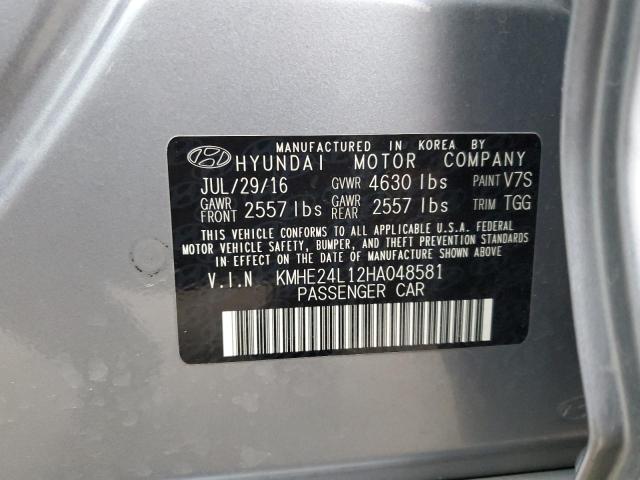 MANUFACTURED IN KOREA BY
HYUNDAI MOTOR COMPANY
JUL/29/16 GVWR 4630 lbs PAINT V7S
GAWR FRONT 2557 lbs GAWR REAR 2557 lbs TRIM TGG
THIS VEHICLE CONFORMS TO ALL APPLICABLE U.S.A. FEDERAL
MOTOR VEHICLE SAFETY, BUMPER, AND THEFT PREVENTION STANDARDS
IN EFFECT ON THE DATE OF MANUFACTURE SHOWN ABOVE
V.I.N. KMHE24L12HA048581
PASSENGER CAR